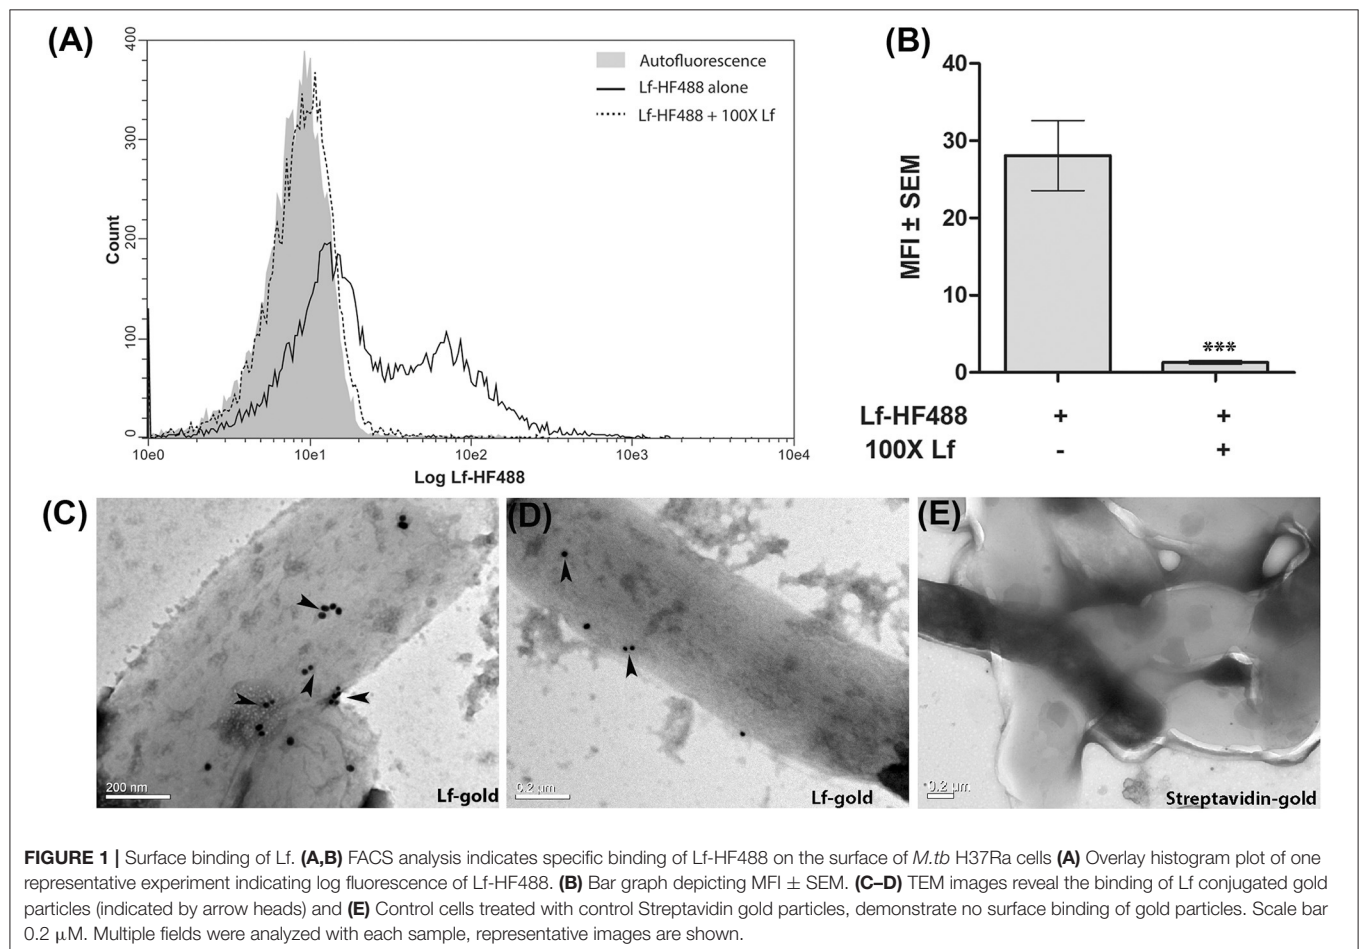 (A)
400
300
200
100
0
Count
10e0 10e1 10e2 10e3 10e4
Log Lf-HF488
Autofluorescence
Lf-HF488 alone
Lf-HF488 + 100X Lf
(B)
40
30
20
10
0
MFI ± SEM
***
Lf-HF488 + +
100X Lf - +
(C)
200 nm
Lf-gold
(D)
0.2 µm
Lf-gold
(E)
0.2 µm
Streptavidin-gold
FIGURE 1 | Surface binding of Lf. (A,B) FACS analysis indicates specific binding of Lf-HF488 on the surface of M.tb H37Ra cells (A) Overlay histogram plot of one
representative experiment indicating log fluorescence of Lf-HF488. (B) Bar graph depicting MFI ± SEM. (C–D) TEM images reveal the binding of Lf conjugated gold
particles (indicated by arrow heads) and (E) Control cells treated with control Streptavidin gold particles, demonstrate no surface binding of gold particles. Scale bar
0.2 µM. Multiple fields were analyzed with each sample, representative images are shown.